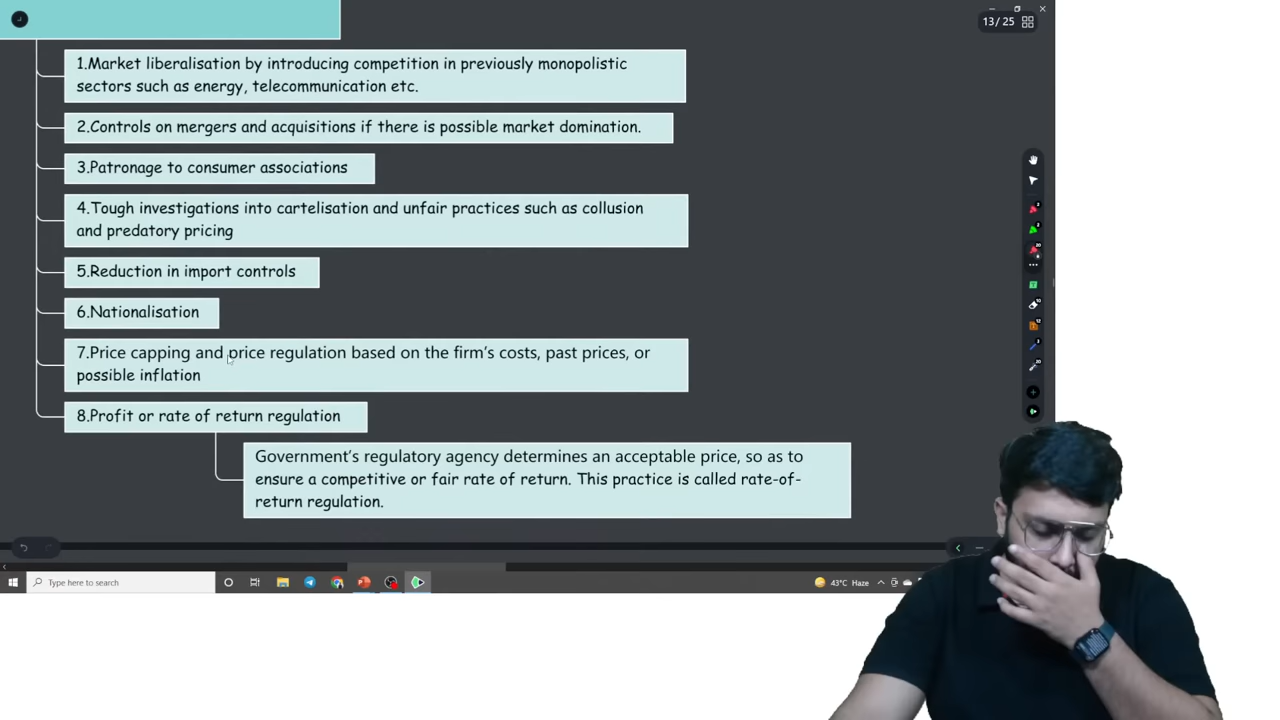 13/ 25
1.Market liberalisation by introducing competition in previously monopolistic
sectors such as energy, telecommunication etc.
2.Controls on mergers and acquisitions if there is possible market domination.
3.Patronage to consumer associations
4.Tough investigations into cartelisation and unfair practices such as collusion
and predatory pricing
5.Reduction in import controls
6.Nationalisation
7.Price capping and price regulation based on the firm's costs, past prices, or
possible inflation
8.Profit or rate of return regulation
Government's regulatory agency determines an acceptable price, so as to
ensure a competitive or fair rate of return. This practice is called rate-of-
return regulation.
Type here to search
43°C Haze